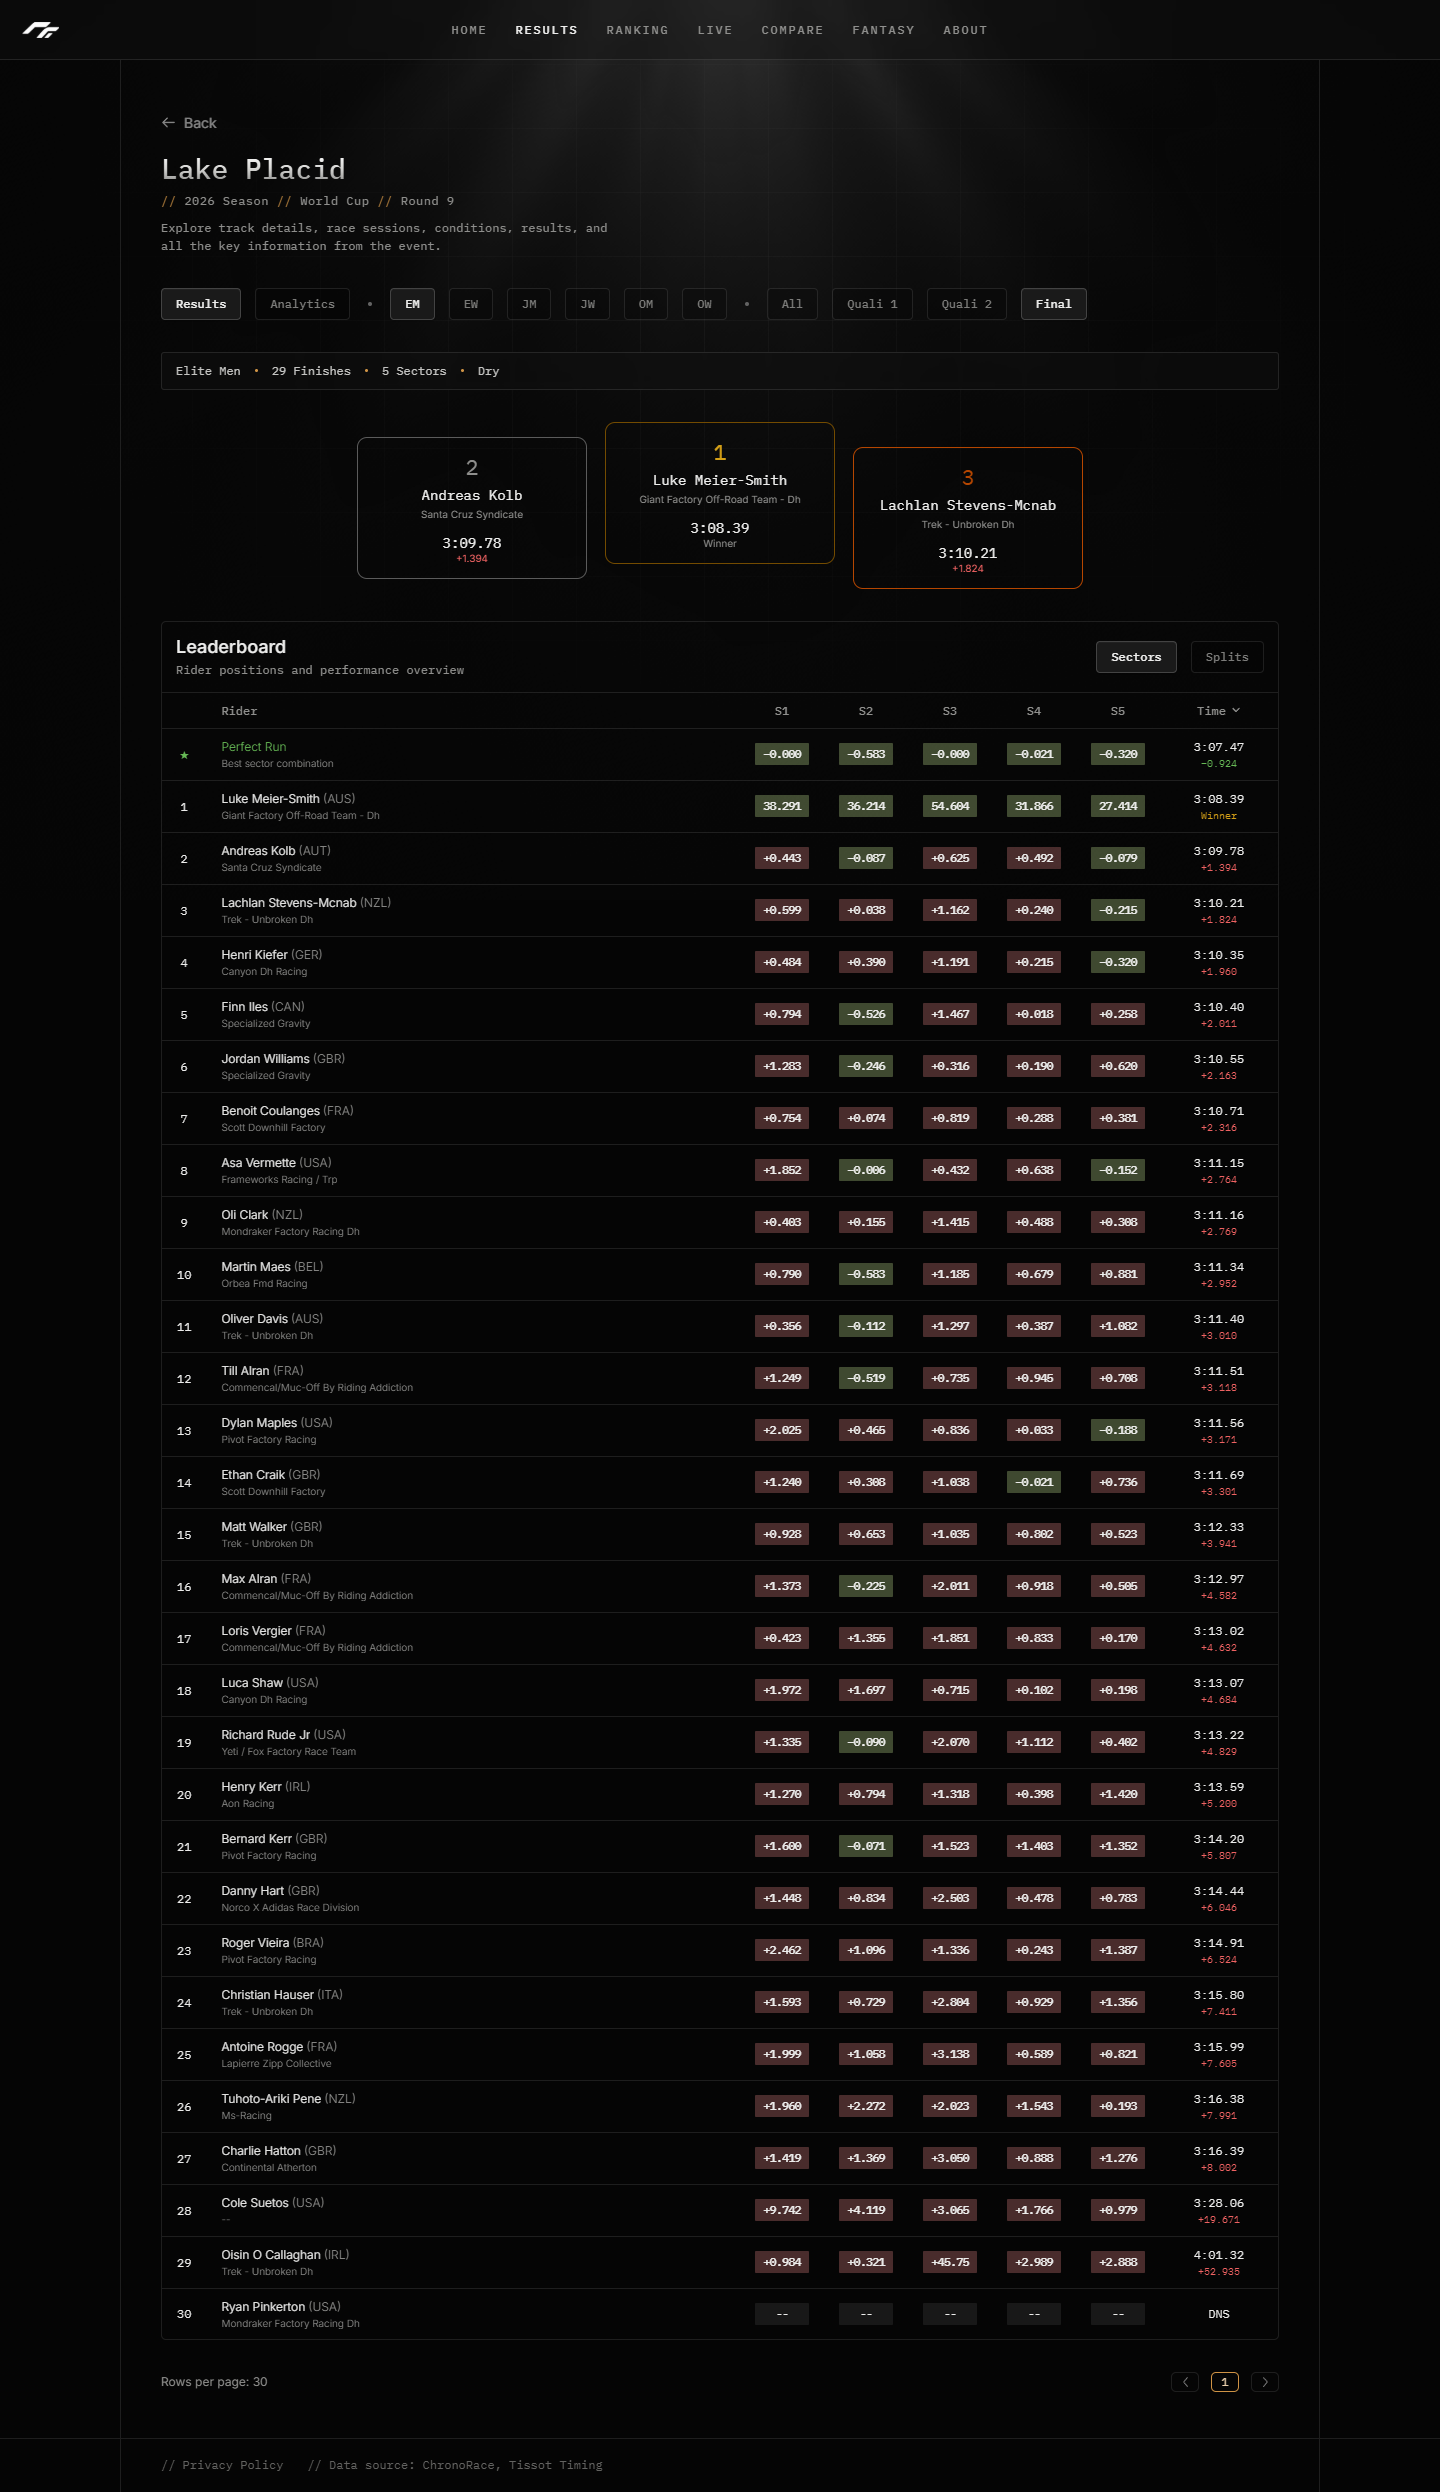 HOME RESULTS RANKING LIVE COMPARE FANTASY ABOUT
← Back
Lake Placid
// 2026 Season // World Cup // Round 9
Explore track details, race sessions, conditions, results, and
all the key information from the event.
Results Analytics • EM EW JM JW OM OW • All Quali 1 Quali 2 Final
Elite Men • 29 Finishes • 5 Sectors • Dry
2
Andreas Kolb
Santa Cruz Syndicate
3:09.78
+1.394
1
Luke Meier-Smith
Giant Factory Off-Road Team - Dh
3:08.39
Winner
3
Lachlan Stevens-Mcnab
Trek - Unbroken Dh
3:10.21
+1.824
Leaderboard
Rider positions and performance overview
Sectors Splits
Rider S1 S2 S3 S4 S5 Time
★ Perfect Run −0.000 −0.583 −0.000 −0.021 −0.320 3:07.47
Best sector combination −0.924
1 Luke Meier-Smith (AUS) 38.291 36.214 54.604 31.866 27.414 3:08.39
Giant Factory Off-Road Team - Dh Winner
2 Andreas Kolb (AUT) +0.443 −0.087 +0.625 +0.492 −0.079 3:09.78
Santa Cruz Syndicate +1.394
3 Lachlan Stevens-Mcnab (NZL) +0.599 +0.038 +1.162 +0.240 −0.215 3:10.21
Trek - Unbroken Dh +1.824
4 Henri Kiefer (GER) +0.484 +0.390 +1.191 +0.215 −0.320 3:10.35
Canyon Dh Racing +1.960
5 Finn Iles (CAN) +0.794 −0.526 +1.467 +0.018 +0.258 3:10.40
Specialized Gravity +2.011
6 Jordan Williams (GBR) +1.283 −0.246 +0.316 +0.190 +0.620 3:10.55
Specialized Gravity +2.163
7 Benoit Coulanges (FRA) +0.754 +0.074 +0.819 +0.288 +0.381 3:10.71
Scott Downhill Factory +2.316
8 Asa Vermette (USA) +1.852 −0.006 +0.432 +0.638 −0.152 3:11.15
Frameworks Racing / Trp +2.764
9 Oli Clark (NZL) +0.403 +0.155 +1.415 +0.488 +0.308 3:11.16
Mondraker Factory Racing Dh +2.769
10 Martin Maes (BEL) +0.790 −0.583 +1.185 +0.679 +0.881 3:11.34
Orbea Fmd Racing +2.952
11 Oliver Davis (AUS) +0.356 −0.112 +1.297 +0.387 +1.082 3:11.40
Trek - Unbroken Dh +3.010
12 Till Alran (FRA) +1.249 −0.519 +0.735 +0.945 +0.708 3:11.51
Commencal/Muc-Off By Riding Addiction +3.118
13 Dylan Maples (USA) +2.025 +0.465 +0.836 +0.033 −0.188 3:11.56
Pivot Factory Racing +3.171
14 Ethan Craik (GBR) +1.240 +0.308 +1.038 −0.021 +0.736 3:11.69
Scott Downhill Factory +3.301
15 Matt Walker (GBR) +0.928 +0.653 +1.035 +0.802 +0.523 3:12.33
Trek - Unbroken Dh +3.941
16 Max Alran (FRA) +1.373 −0.225 +2.011 +0.918 +0.505 3:12.97
Commencal/Muc-Off By Riding Addiction +4.582
17 Loris Vergier (FRA) +0.423 +1.355 +1.851 +0.833 +0.170 3:13.02
Commencal/Muc-Off By Riding Addiction +4.632
18 Luca Shaw (USA) +1.972 +1.697 +0.715 +0.102 +0.198 3:13.07
Canyon Dh Racing +4.684
19 Richard Rude Jr (USA) +1.335 −0.090 +2.070 +1.112 +0.402 3:13.22
Yeti / Fox Factory Race Team +4.829
20 Henry Kerr (IRL) +1.270 +0.794 +1.318 +0.398 +1.420 3:13.59
Aon Racing +5.200
21 Bernard Kerr (GBR) +1.600 −0.071 +1.523 +1.403 +1.352 3:14.20
Pivot Factory Racing +5.807
22 Danny Hart (GBR) +1.448 +0.834 +2.503 +0.478 +0.783 3:14.44
Norco X Adidas Race Division +6.046
23 Roger Vieira (BRA) +2.462 +1.096 +1.336 +0.243 +1.387 3:14.91
Pivot Factory Racing +6.524
24 Christian Hauser (ITA) +1.593 +0.729 +2.804 +0.929 +1.356 3:15.80
Trek - Unbroken Dh +7.411
25 Antoine Rogge (FRA) +1.999 +1.058 +3.138 +0.589 +0.821 3:15.99
Lapierre Zipp Collective +7.605
26 Tuhoto-Ariki Pene (NZL) +1.960 +2.272 +2.023 +1.543 +0.193 3:16.38
Ms-Racing +7.991
27 Charlie Hatton (GBR) +1.419 +1.369 +3.050 +0.888 +1.276 3:16.39
Continental Atherton +8.002
28 Cole Suetos (USA) +9.742 +4.119 +3.065 +1.766 +0.979 3:28.06
-- +19.671
29 Oisin O Callaghan (IRL) +0.984 +0.321 +45.75 +2.989 +2.888 4:01.32
Trek - Unbroken Dh +52.935
30 Ryan Pinkerton (USA) -- -- -- -- -- DNS
Mondraker Factory Racing Dh
Rows per page: 30 1
// Privacy Policy // Data source: ChronoRace, Tissot Timing